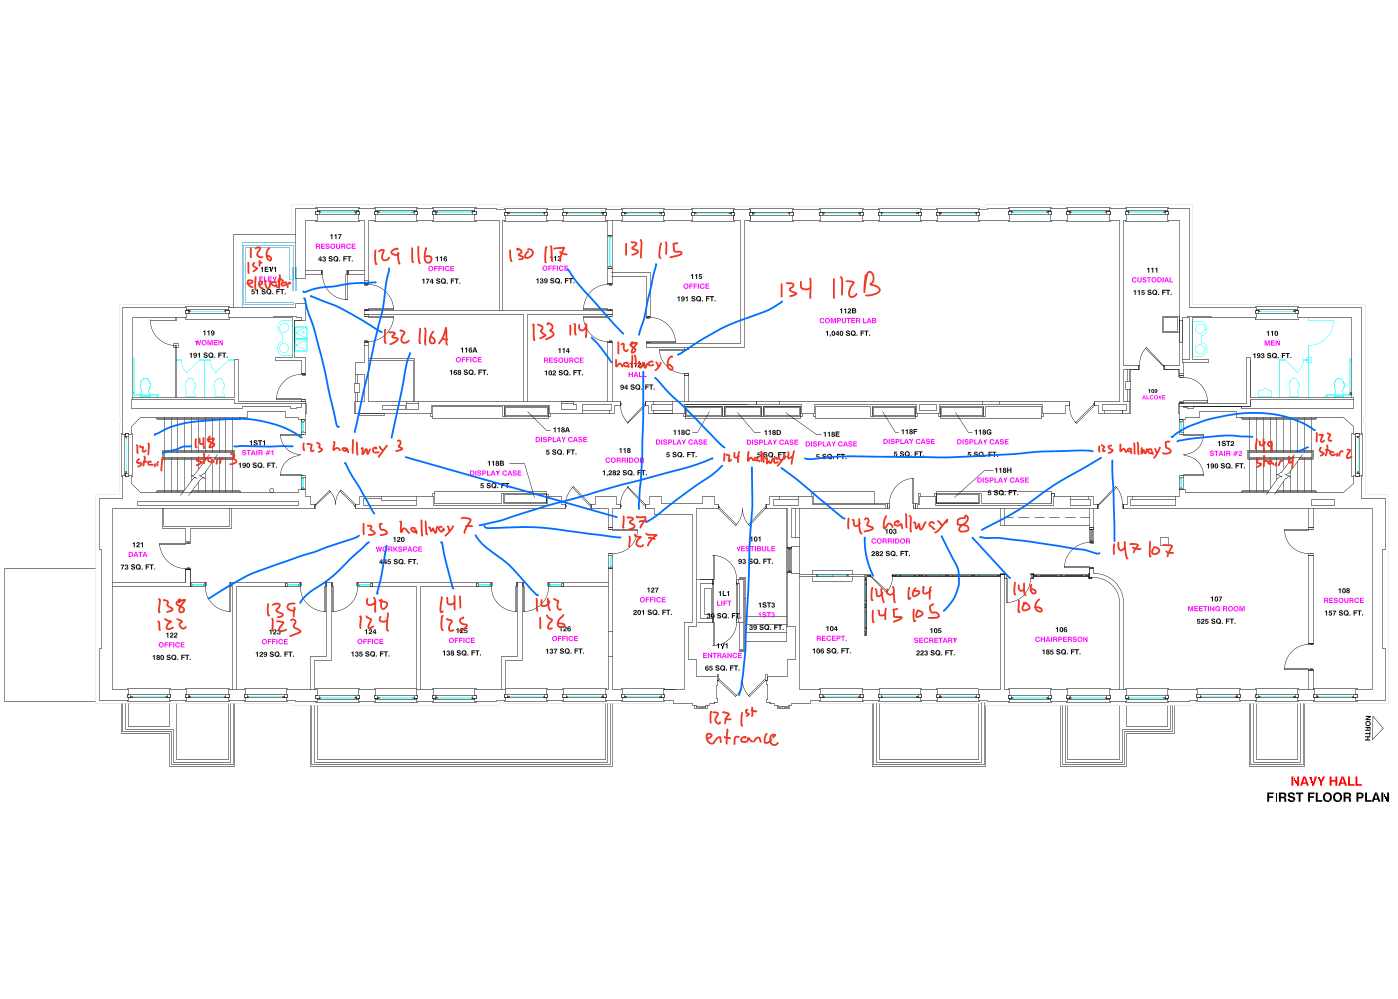 117
RESOURCE
43 SQ. FT.
126
1st
elevator
1EV1
51 SQ. FT.
129 116
116
OFFICE
174 SQ. FT.
130 117
OFFICE
139 SQ. FT.
131 115
115
OFFICE
191 SQ. FT.
134 112B
112B
COMPUTER LAB
1,040 SQ. FT.
111
CUSTODIAL
115 SQ. FT.
119
WOMEN
191 SQ. FT.
132 116A
116A
OFFICE
168 SQ. FT.
133 114
114
RESOURCE
102 SQ. FT.
128
hallway 6
HALL
94 SQ. FT.
110
MEN
193 SQ. FT.
109
ALCOVE
121
stair 1
148
stair 3
1ST1
STAIR #1
190 SQ. FT.
123 hallway 3
118A
DISPLAY CASE
5 SQ. FT.
118B
DISPLAY CASE
5 SQ. FT.
118
CORRIDOR
1,282 SQ. FT.
118C
DISPLAY CASE
5 SQ. FT.
118D
DISPLAY CASE
5 SQ. FT.
118E
DISPLAY CASE
5 SQ. FT.
118F
DISPLAY CASE
5 SQ. FT.
118G
DISPLAY CASE
5 SQ. FT.
118H
DISPLAY CASE
5 SQ. FT.
124 hallway 4
125 hallway 5
1ST2
STAIR #2
190 SQ. FT.
149
stair 4
122
stair 2
135 hallway 7
120
WORKSPACE
445 SQ. FT.
137
127
143 hallway 8
103
CORRIDOR
282 SQ. FT.
147 107
121
DATA
73 SQ. FT.
101
VESTIBULE
93 SQ. FT.
138
122
122
OFFICE
180 SQ. FT.
139
123
123
OFFICE
129 SQ. FT.
40
124
124
OFFICE
135 SQ. FT.
141
125
125
OFFICE
138 SQ. FT.
142
126
126
OFFICE
137 SQ. FT.
127
OFFICE
201 SQ. FT.
1L1
LIFT
1ST3
1ST3
39 SQ. FT.
1V1
ENTRANCE
65 SQ. FT.
144 104
145 105
104
RECEPT.
106 SQ. FT.
105
SECRETARY
223 SQ. FT.
146
106
106
CHAIRPERSON
185 SQ. FT.
107
MEETING ROOM
525 SQ. FT.
108
RESOURCE
157 SQ. FT.
127 1st
entrance
NORTH
NAVY HALL
FIRST FLOOR PLAN